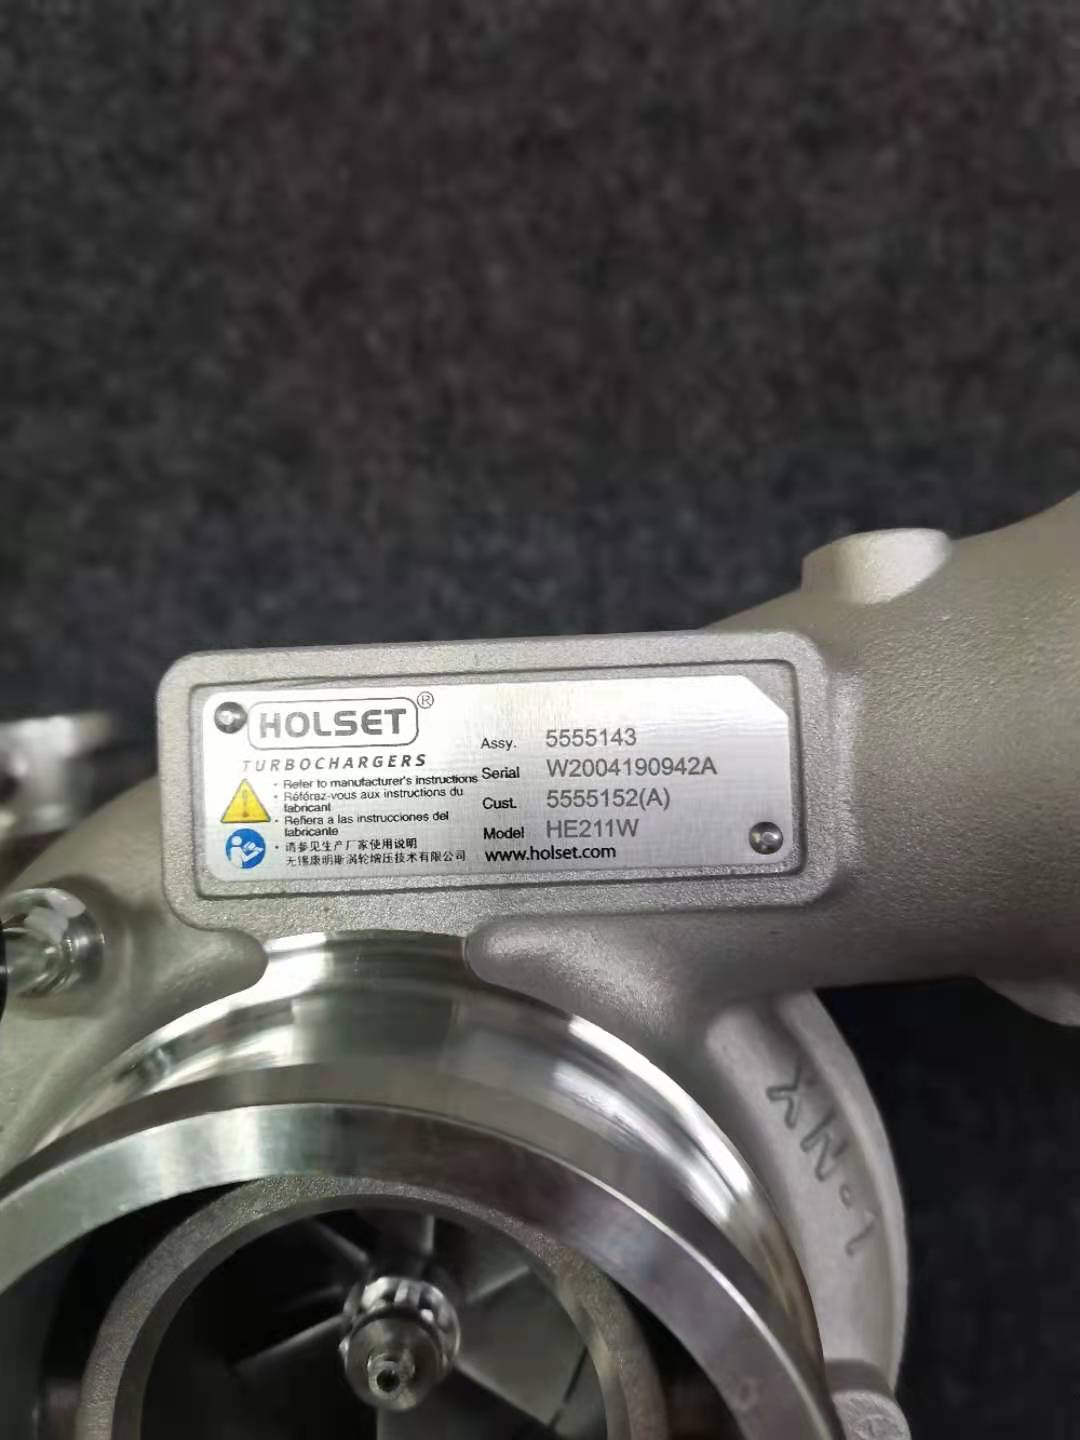 HOLSET®
TURBOCHARGERS
• Refer to manufacturer's instructions
• Référez-vous aux instructions du
fabricant
• Refiera a las instrucciones del
fabricante
• 请参见生产厂家使用说明
无锡康明斯涡轮增压技术有限公司
Assy. 5555143
Serial W2004190942A
Cust. 5555152(A)
Model HE211W
www.holset.com
XN-1